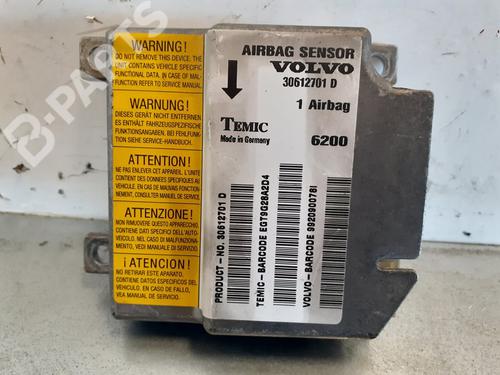 WARNING!
DO NOT REMOVE THIS DEVICE. THE
UNIT CONTAINS VEHICLE SPECIFIC
FUNCTIONAL DATA. IN CASE OF MAL-
FUNCTION REFER TO SERVICE MANUAL.
WARNUNG!
DIESES GERÄT NICHT ENTFERNEN
ES ENTHÄLT FAHRZEUGSPEZIFISCHE
FUNKTIONSANGABEN. BEI FEHLFUNK-
TION SIEHE SERVICE-HANDBUCH.
ATTENTION!
NE PAS ENLEVER CET APPAREIL. L'UNITE
CONTIENT DES DONNÉES SPECIFIQUES AU
VÉHICULE. EN CAS DE MAUVAIS FONCTION-
NEMENT, CONSULTER MANUEL DE SERVICE.
ATTENZIONE!
NON RIMUOVERE QUESTO APPARECCHIO.
CONTIENE DATI SPECIFICI DELL'AUTO-
VEICOLO. NEL CASO DI MALFUNZIONA-
MENTO, VEDI MANUALE DI SERVIZIO.
¡ATENCION!
NO RETIRAR ESTE APARATO.
CONTIENE DATOS ESPECIFICOS DEL
VEHICULO. EN CASO DE FALLO,
VEA MANUAL DE SERVICIO.
AIRBAG SENSOR
VOLVO
30612701 D
1 Airbag
TEMIC
Made in Germany
6200
PRODUCT-NO. 30612701 D
TEMIC-BARCODE E6T9028A2D4
VOLVO-BARCODE 992090078I